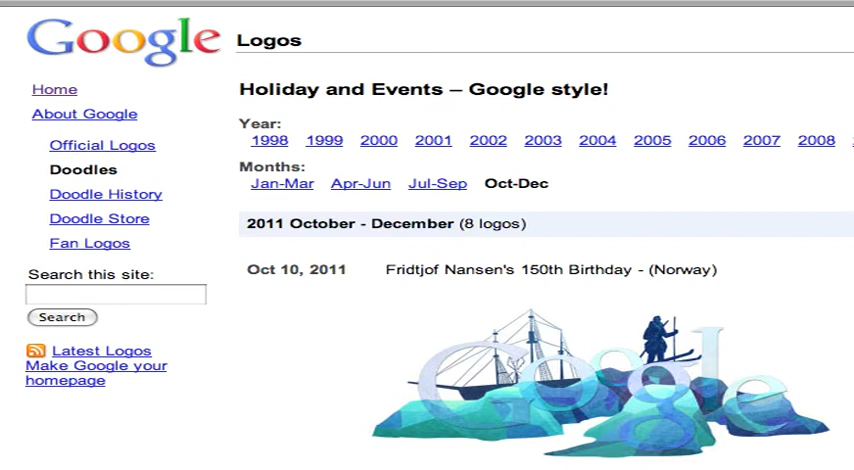 Google
Logos
Home
About Google
Official Logos
Doodles
Doodle History
Doodle Store
Fan Logos
Search this site:
Search
Latest Logos
Make Google your
homepage
Holiday and Events – Google style!
Year:
1998 1999 2000 2001 2002 2003 2004 2005 2006 2007 2008
Months:
Jan-Mar Apr-Jun Jul-Sep Oct-Dec
2011 October - December (8 logos)
Oct 10, 2011 Fridtjof Nansen's 150th Birthday - (Norway)
Google